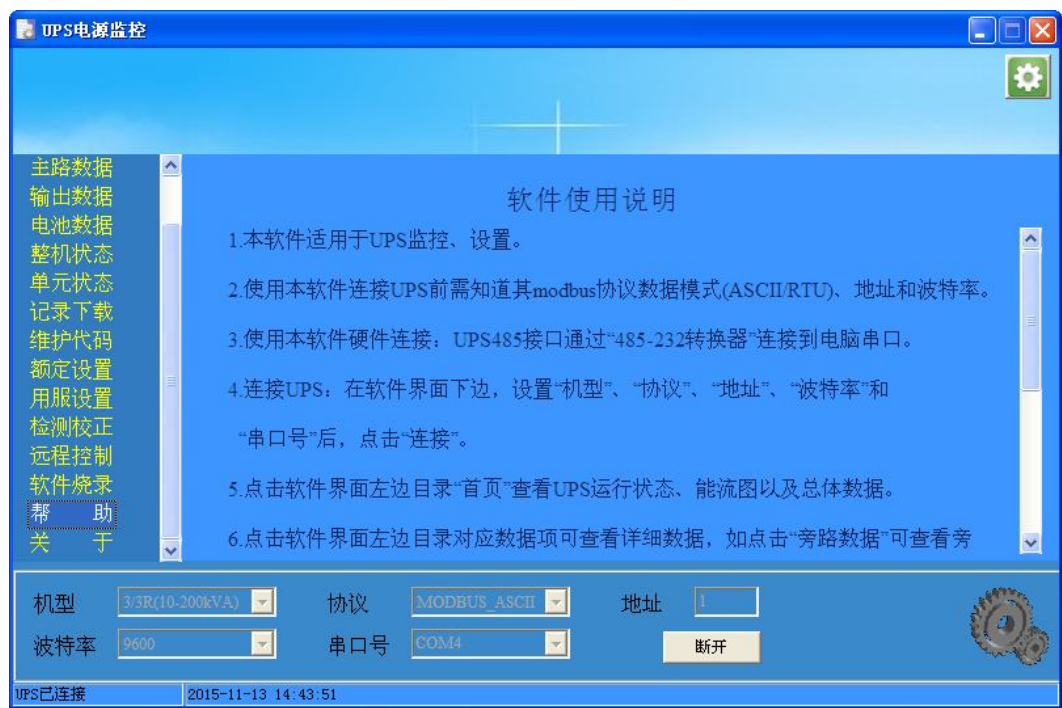 UPS电源监控
主路数据
输出数据
电池数据
整机状态
单元状态
记录下载
维护代码
额定设置
用服设置
检测校正
远程控制
软件烧录
帮 助
关 于
软件使用说明
1.本软件适用于UPS监控、设置。
2.使用本软件连接UPS前需知道其modbus协议数据模式(ASCII/RTU)、地址和波特率。
3.使用本软件硬件连接：UPS485接口通过“485-232转换器”连接到电脑串口。
4.连接UPS：在软件界面下边，设置“机型”、“协议”、“地址”、“波特率”和
“串口号”后，点击“连接”。
5.点击软件界面左边目录“首页”查看UPS运行状态、能流图以及总体数据。
6.点击软件界面左边目录对应数据项可查看详细数据，如点击“旁路数据”可查看旁
机型 3/3R(10-200kVA) 协议 MODBUS_ASCII 地址 1
波特率 9600 串口号 COM4 断开
UPS已连接 2015-11-13 14:43:51